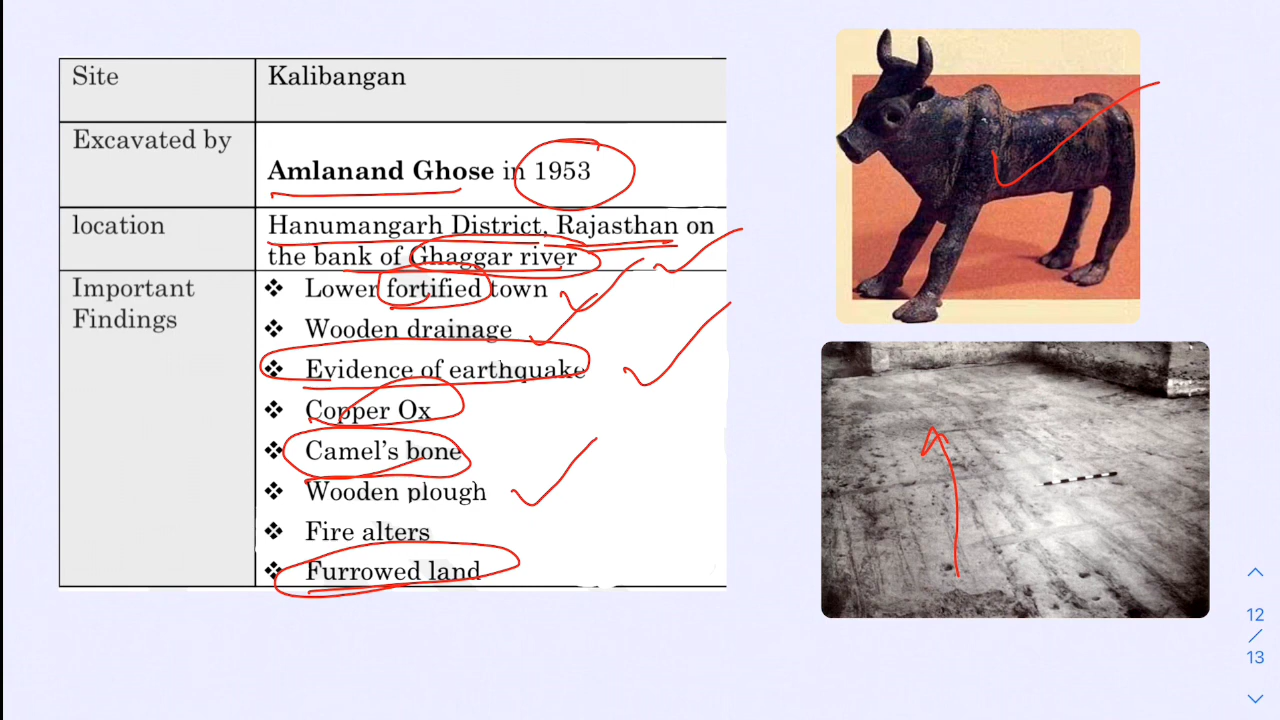 Site
Kalibangan
Excavated by
Amlanand Ghose in 1953
location
Hanumangarh District, Rajasthan on
the bank of Ghaggar river
Important
Findings
❖ Lower fortified town
❖ Wooden drainage
❖ Evidence of earthquake
❖ Copper Ox
❖ Camel's bone
❖ Wooden plough
❖ Fire alters
❖ Furrowed land
12
/
13